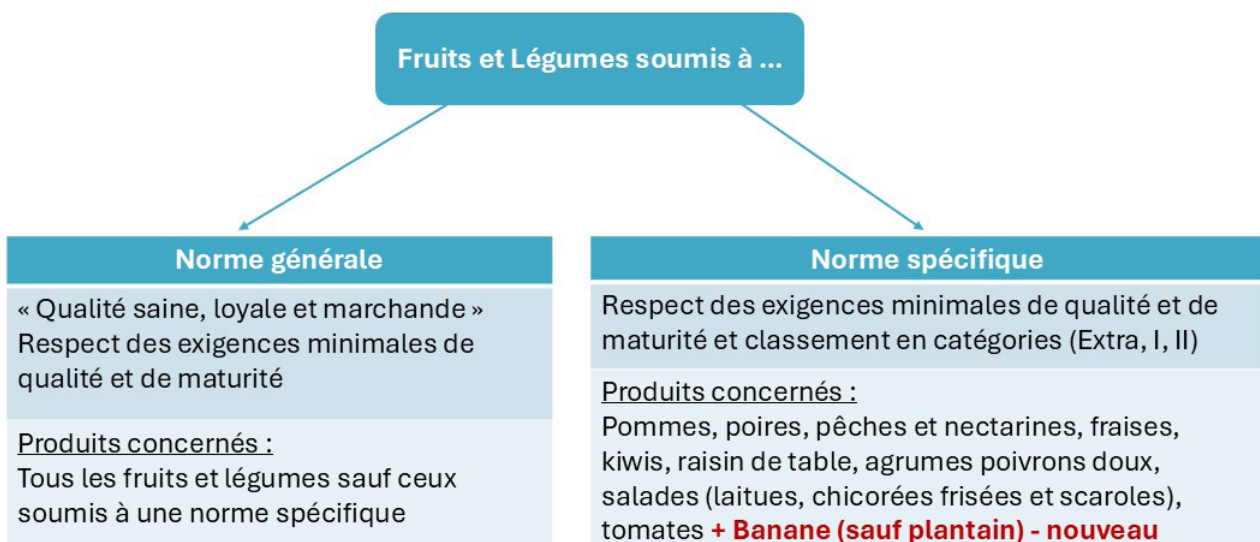 Fruits et Légumes soumis à ...
Norme générale
« Qualité saine, loyale et marchande »
Respect des exigences minimales de
qualité et de maturité
Produits concernés :
Tous les fruits et légumes sauf ceux
soumis à une norme spécifique
Norme spécifique
Respect des exigences minimales de qualité et de
maturité et classement en catégories (Extra, I, II)
Produits concernés :
Pommes, poires, pêches et nectarines, fraises,
kiwis, raisin de table, agrumes poivrons doux,
salades (laitues, chicorées frisées et scaroles),
tomates + Banane (sauf plantain) - nouveau